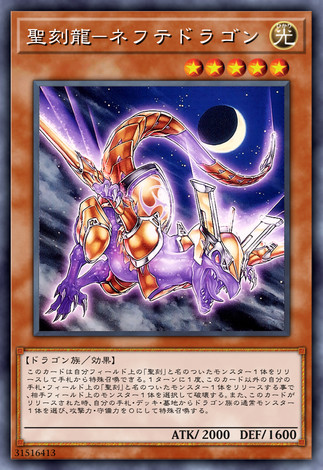 聖刻龍−ネフテドラゴン
光
【ドラゴン族/効果】
このカードは自分フィールド上の「聖刻」と名のついたモンスター1体をリリ
ースして手札から特殊召喚できる。1ターンに1度、このカード以外の自分の
手札・フィールド上の「聖刻」と名のついたモンスター1体をリリースする事で、
相手フィールド上のモンスター1体を選択して破壊する。また、このカードが
リリースされた時、自分の手札・デッキ・墓地からドラゴン族の通常モンスター
1体を選び、攻撃力・守備力を0にして特殊召喚する。
ATK/ 2000 DEF/1600
31516413